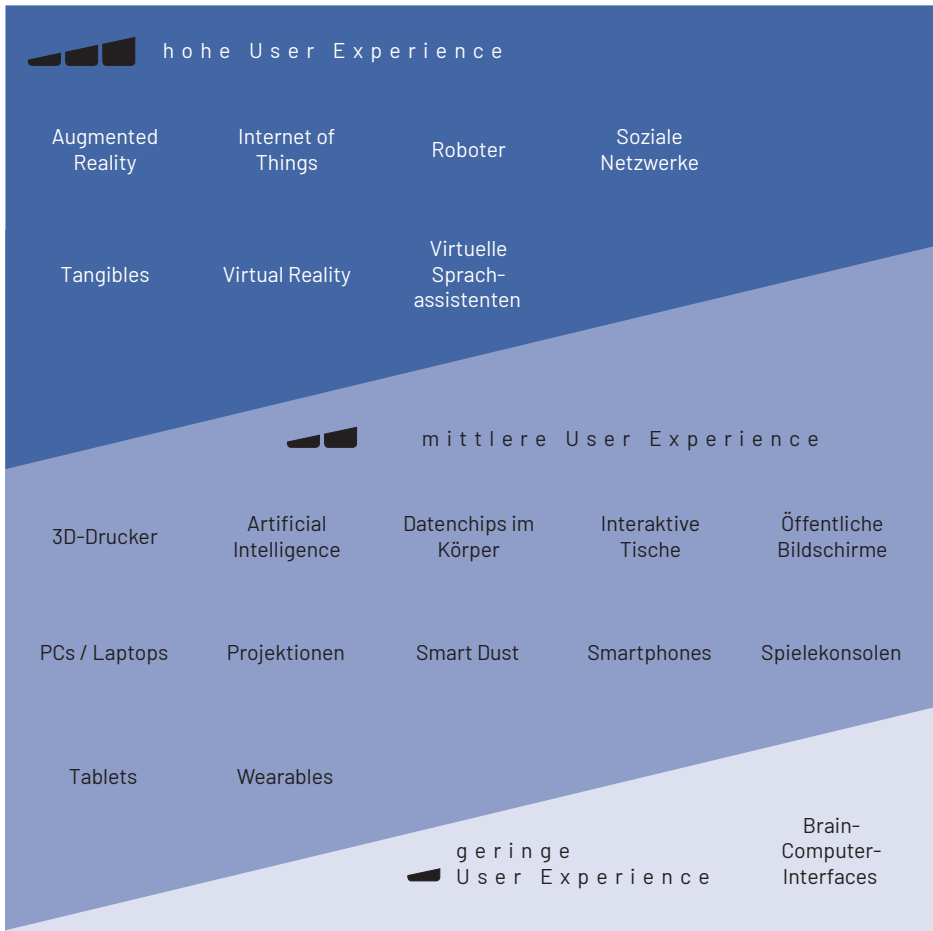 hohe User Experience
Augmented
Reality
Internet of
Things
Roboter
Soziale
Netzwerke
Tangibles
Virtual Reality
Virtuelle
Sprach-
assistenten
mittlere User Experience
3D-Drucker
Artificial
Intelligence
Datenchips im
Körper
Interaktive
Tische
Öffentliche
Bildschirme
PCs / Laptops
Projektionen
Smart Dust
Smartphones
Spielekonsolen
Tablets
Wearables
geringe
User Experience
Brain-
Computer-
Interfaces